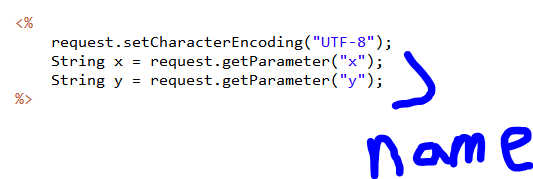 <%
request.setCharacterEncoding("UTF-8");
String x = request.getParameter("x");
String y = request.getParameter("y");
%>
name